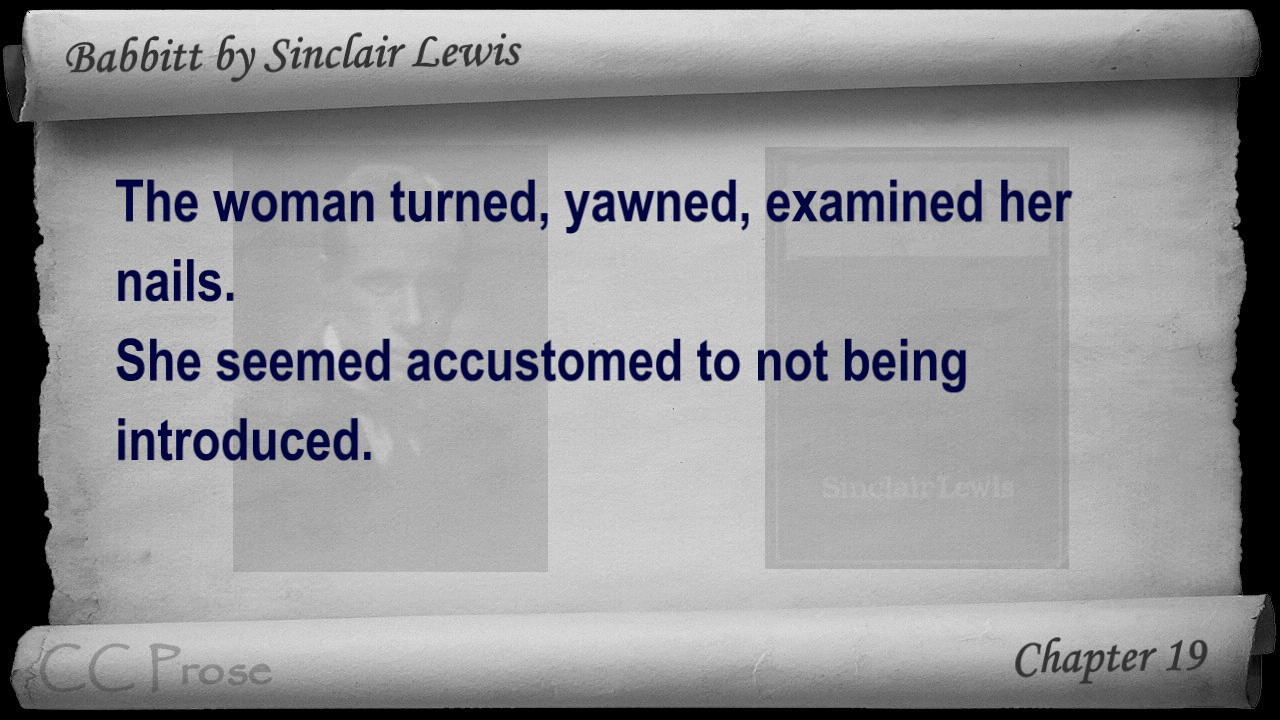 Babbitt by Sinclair Lewis
The woman turned, yawned, examined her
nails.
She seemed accustomed to not being
introduced.
Sinclair Lewis
CC Prose
Chapter 19